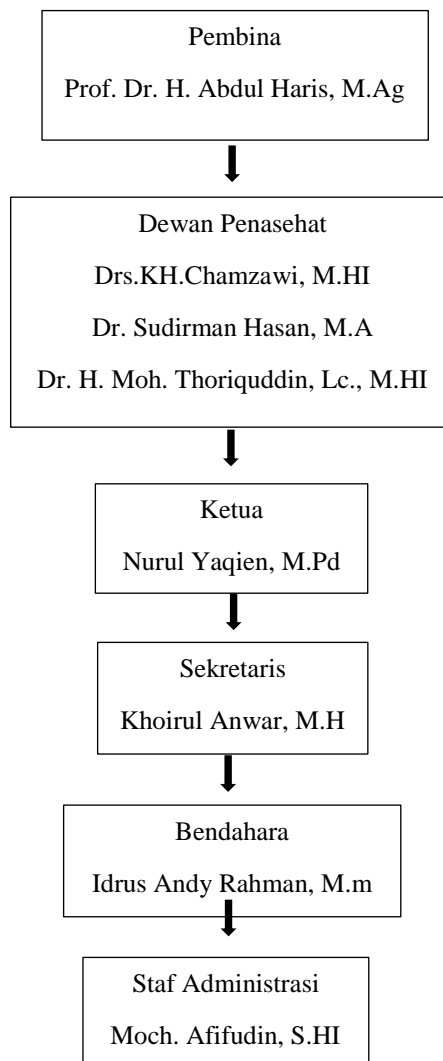 Pembina
Prof. Dr. H. Abdul Haris, M.Ag
Dewan Penasehat
Drs.KH.Chamzawi, M.HI
Dr. Sudirman Hasan, M.A
Dr. H. Moh. Thoriquddin, Lc., M.HI
Ketua
Nurul Yaqien, M.Pd
Sekretaris
Khoirul Anwar, M.H
Bendahara
Idrus Andy Rahman, M.m
Staf Administrasi
Moch. Afifudin, S.HI